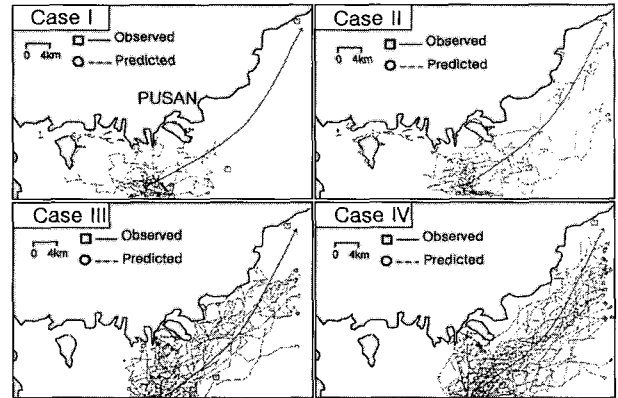 Case I
Observed
0 4km
Predicted
PUSAN
Case II
Observed
0 4km
Predicted
Case III
Observed
0 4km
Predicted
Case IV
Observed
0 4km
Predicted